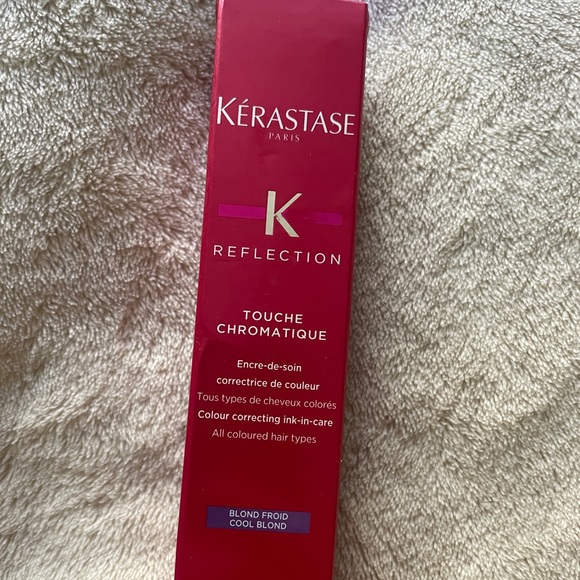 KÉRASTASE
PARIS
K
REFLECTION
TOUCHE
CHROMATIQUE
Encre-de-soin
correctrice de couleur
Tous types de cheveux colorés
Colour correcting ink-in-care
All coloured hair types
BLOND FROID
COOL BLOND